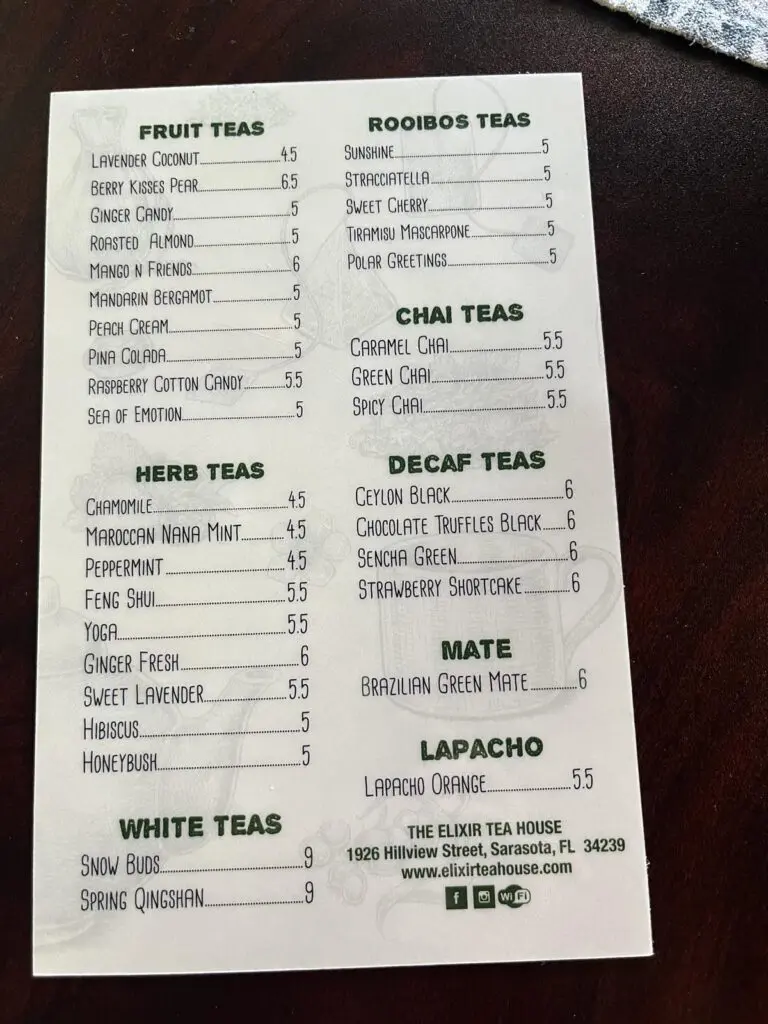 FRUIT TEAS
LAVENDER COCONUT 4.5
BERRY KISSES PEAR 6.5
GINGER CANDY 5
ROASTED ALMOND 5
MANGO N FRIENDS 6
MANDARIN BERGAMOT 5
PEACH CREAM 5
PINA COLADA 5
RASPBERRY COTTON CANDY 5.5
SEA OF EMOTION 5
HERB TEAS
CHAMOMILE 4.5
MAROCCAN NANA MINT 4.5
PEPPERMINT 4.5
FENG SHUI 5.5
YOGA 5.5
GINGER FRESH 6
SWEET LAVENDER 5.5
HIBISCUS 5
HONEYBUSH 5
WHITE TEAS
SNOW BUDS 9
SPRING QINGSHAN 9
ROOIBOS TEAS
SUNSHINE 5
STRACCIATELLA 5
SWEET CHERRY 5
TIRAMISU MASCARPONE 5
POLAR GREETINGS 5
CHAI TEAS
CARAMEL CHAI 5.5
GREEN CHAI 5.5
SPICY CHAI 5.5
DECAF TEAS
CEYLON BLACK 6
CHOCOLATE TRUFFLES BLACK 6
SENCHA GREEN 6
STRAWBERRY SHORTCAKE 6
MATE
BRAZILIAN GREEN MATE 6
LAPACHO
LAPACHO ORANGE 5.5
THE ELIXIR TEA HOUSE
1926 Hillview Street, Sarasota, FL 34239
www.elixirteahouse.com
f Wi Fi